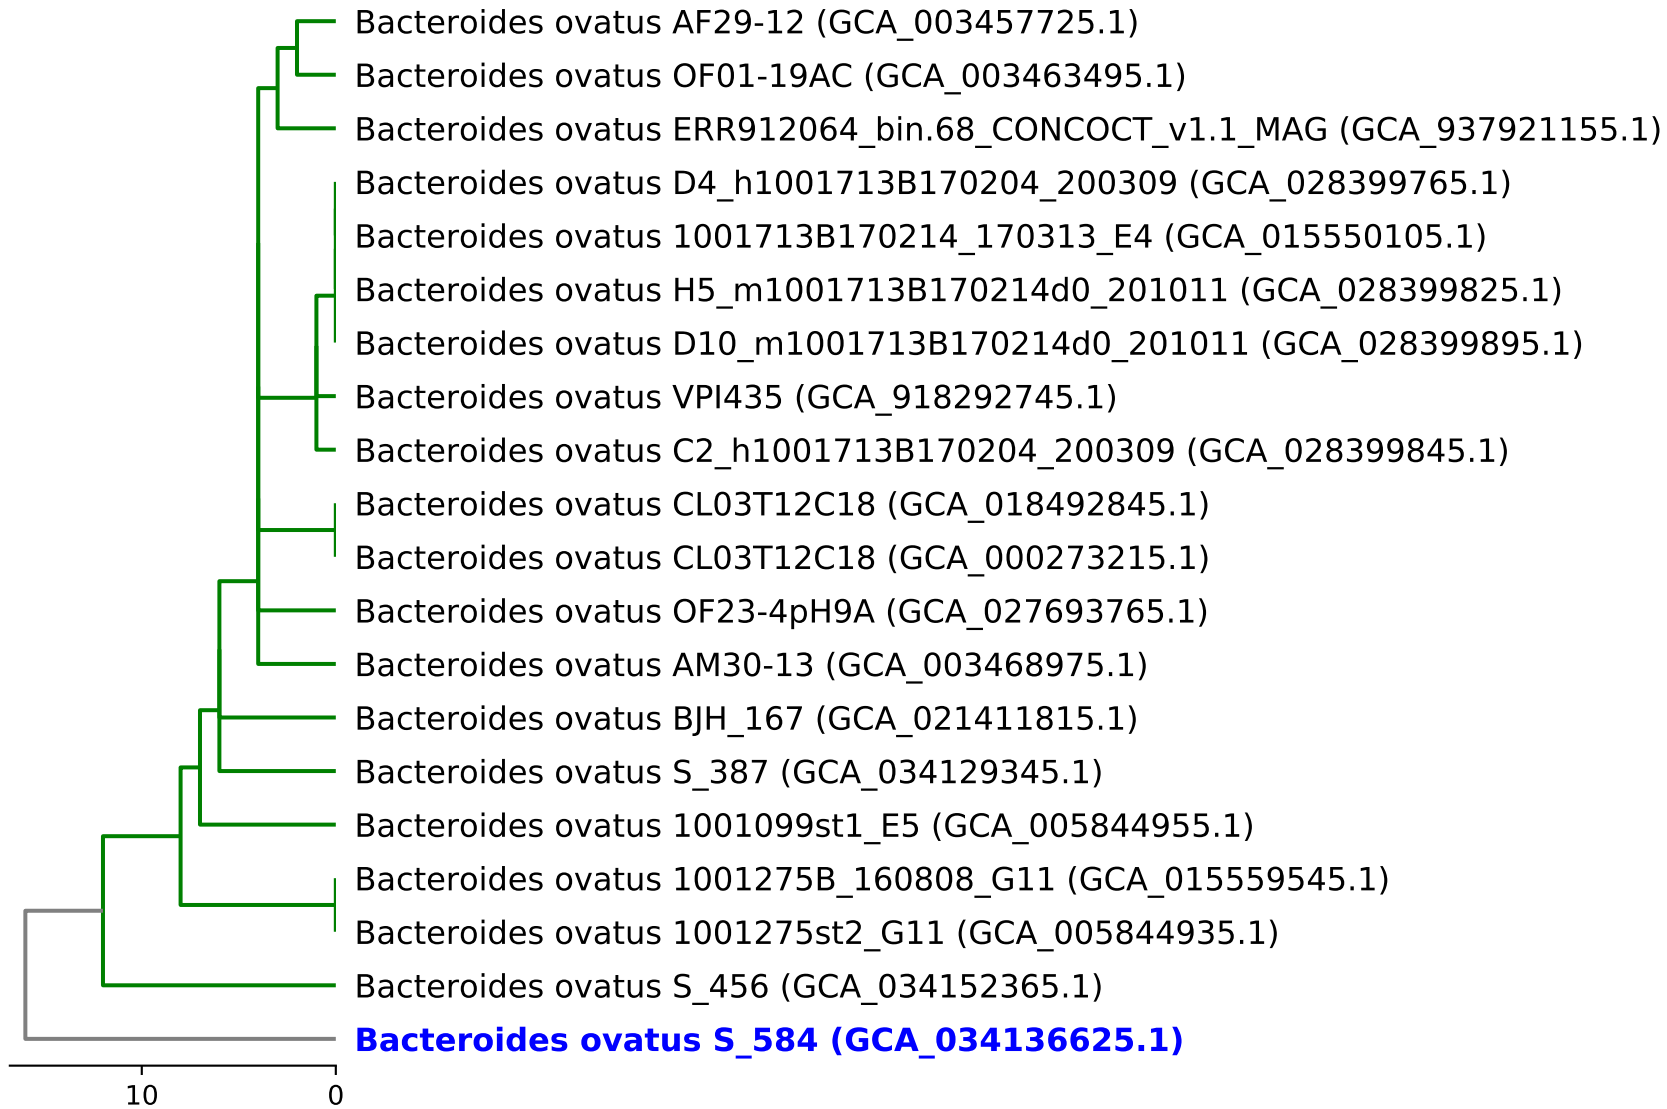 Bacteroides ovatus AF29-12 (GCA_003457725.1)
Bacteroides ovatus OF01-19AC (GCA_003463495.1)
Bacteroides ovatus ERR912064_bin.68_CONCOCT_v1.1_MAG (GCA_937921155.1)
Bacteroides ovatus D4_h1001713B170204_200309 (GCA_028399765.1)
Bacteroides ovatus 1001713B170214_170313_E4 (GCA_015550105.1)
Bacteroides ovatus H5_m1001713B170214d0_201011 (GCA_028399825.1)
Bacteroides ovatus D10_m1001713B170214d0_201011 (GCA_028399895.1)
Bacteroides ovatus VPI435 (GCA_918292745.1)
Bacteroides ovatus C2_h1001713B170204_200309 (GCA_028399845.1)
Bacteroides ovatus CL03T12C18 (GCA_018492845.1)
Bacteroides ovatus CL03T12C18 (GCA_000273215.1)
Bacteroides ovatus OF23-4pH9A (GCA_027693765.1)
Bacteroides ovatus AM30-13 (GCA_003468975.1)
Bacteroides ovatus BJH_167 (GCA_021411815.1)
Bacteroides ovatus S_387 (GCA_034129345.1)
Bacteroides ovatus 1001099st1_E5 (GCA_005844955.1)
Bacteroides ovatus 1001275B_160808_G11 (GCA_015559545.1)
Bacteroides ovatus 1001275st2_G11 (GCA_005844935.1)
Bacteroides ovatus S_456 (GCA_034152365.1)
Bacteroides ovatus S_584 (GCA_034136625.1)
10 0